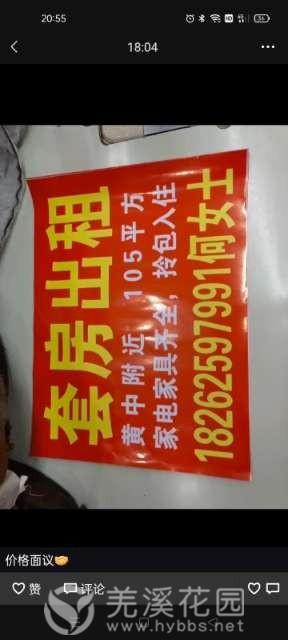 20:55
18:04
套房出租
黄中附近 105平方
家电家具齐全，拎包入住
18262597991何女士
价格面议🤝
赞
评论
羌溪花园
www.hybbs.net